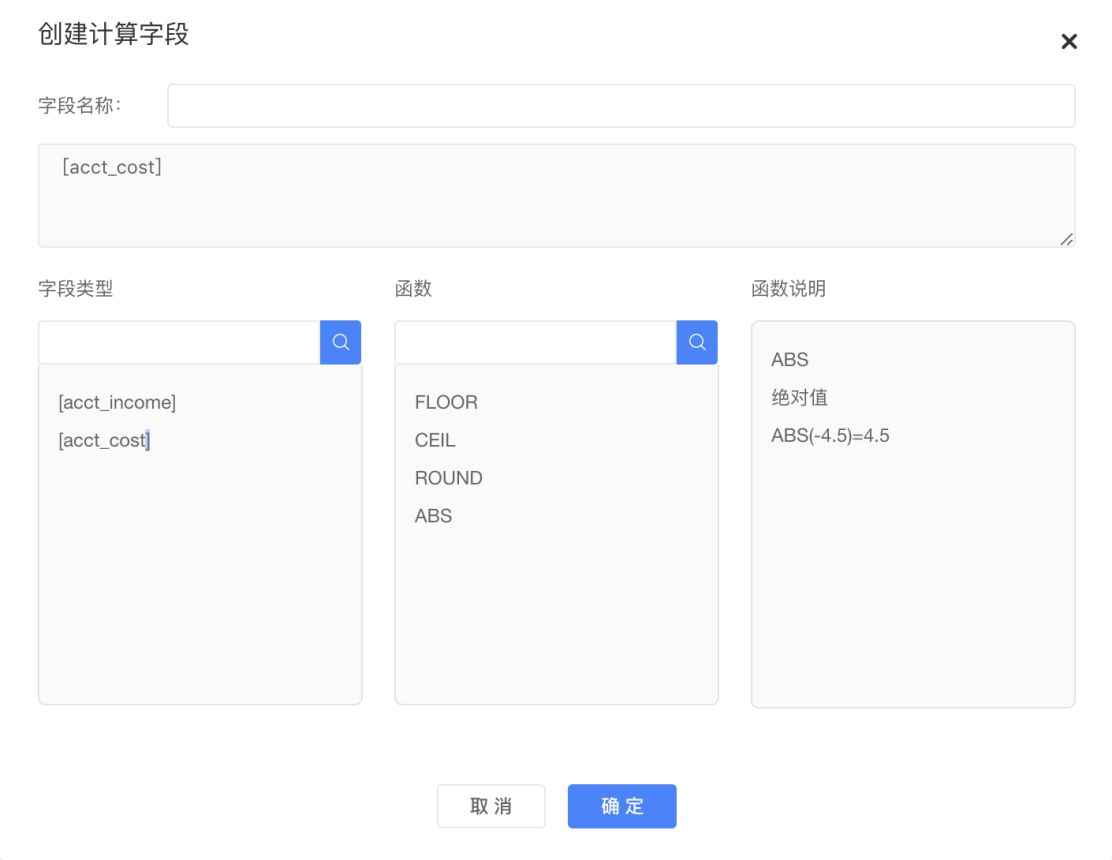 创建计算字段
字段名称:
[acct_cost]
字段类型
函数
函数说明
[acct_income]
[acct_cost]
FLOOR
CEIL
ROUND
ABS
ABS
绝对值
ABS(-4.5)=4.5
取 消
确 定